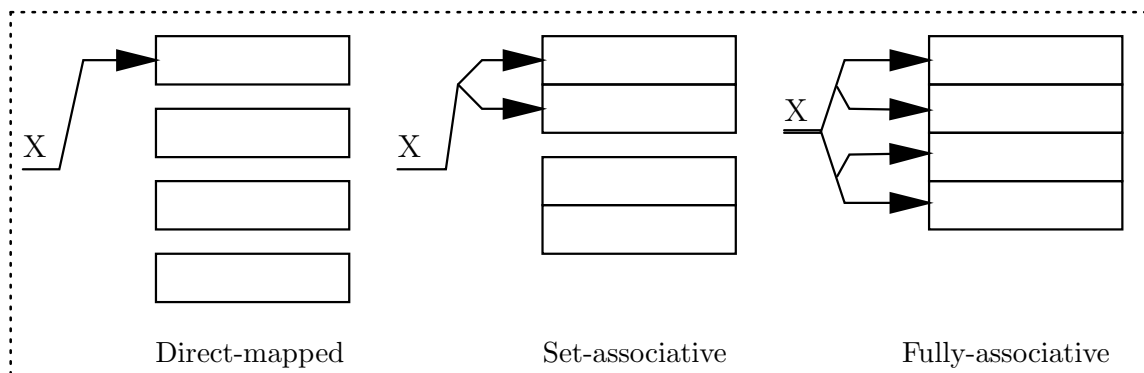 X
X
X
Direct-mapped
Set-associative
Fully-associative